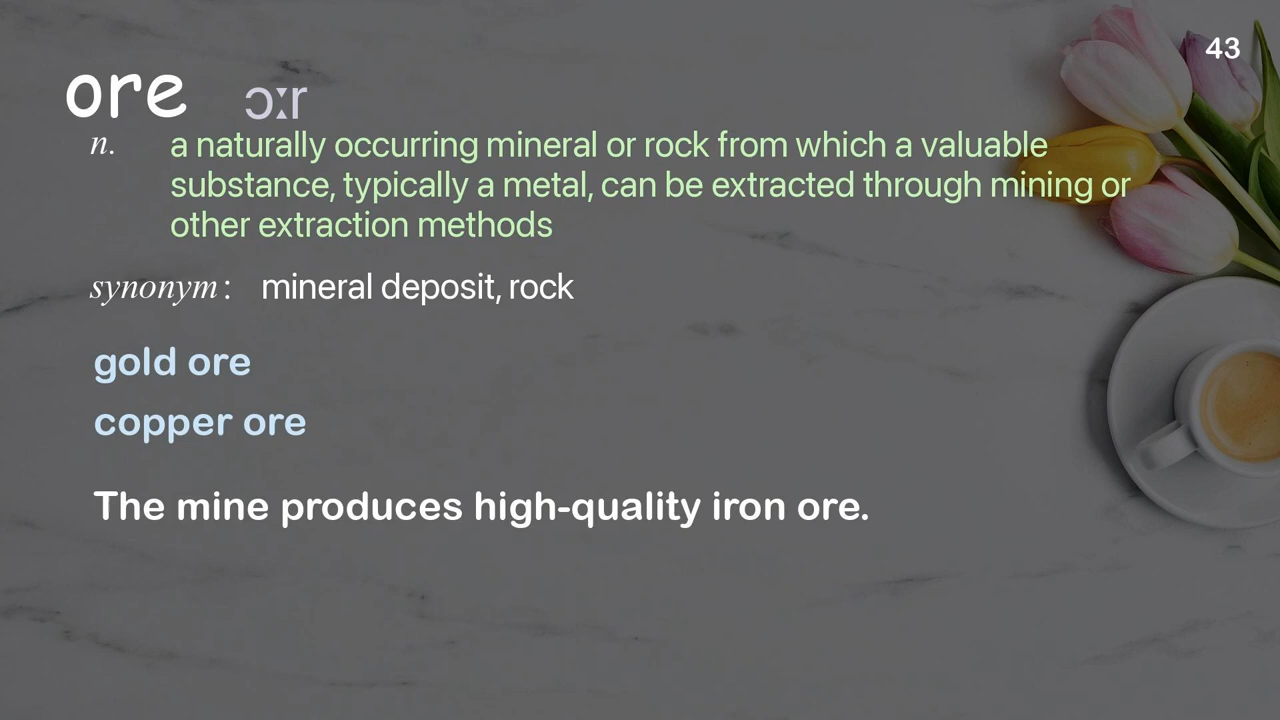 43
ore ɔːr
n. a naturally occurring mineral or rock from which a valuable
substance, typically a metal, can be extracted through mining or
other extraction methods
synonym: mineral deposit, rock
gold ore
copper ore
The mine produces high-quality iron ore.